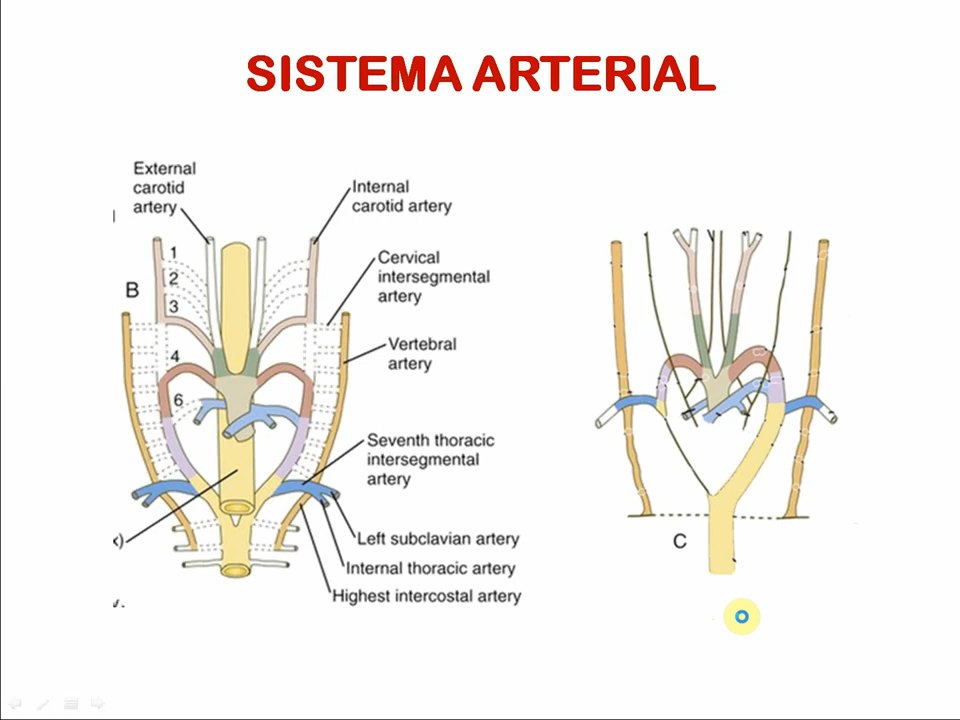 SISTEMA ARTERIAL
External
carotid
artery
Internal
carotid artery
1
2
3
Cervical
intersegmental
artery
B
4
Vertebral
artery
6
Seventh thoracic
intersegmental
artery
x)
Left subclavian artery
Internal thoracic artery
Highest intercostal artery
v.
C